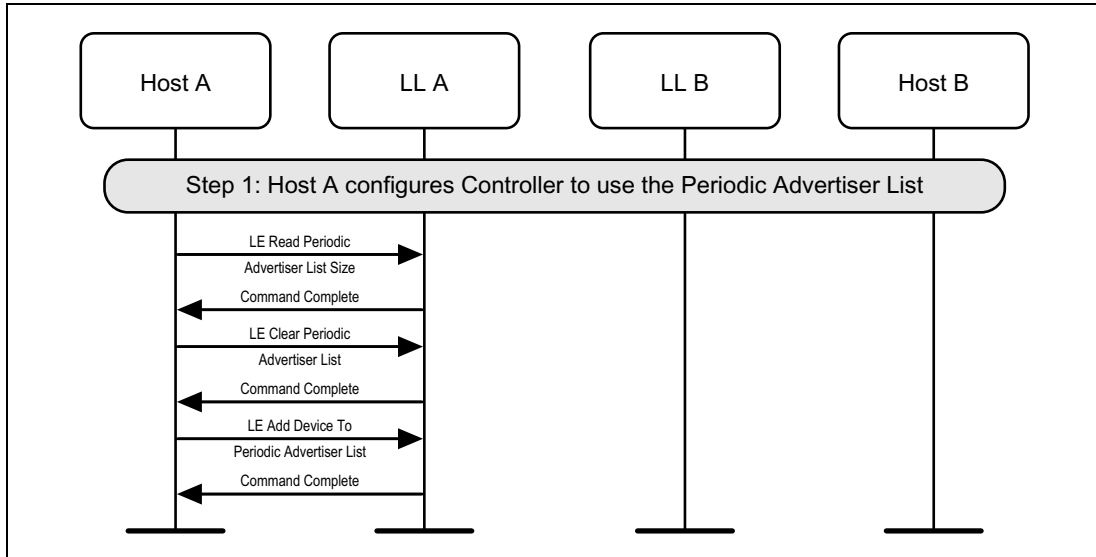 Host A
LL A
LL B
Host B
Step 1: Host A configures Controller to use the Periodic Advertiser List
LE Read Periodic
Advertiser List Size
Command Complete
LE Clear Periodic
Advertiser List
Command Complete
LE Add Device To
Periodic Advertiser List
Command Complete